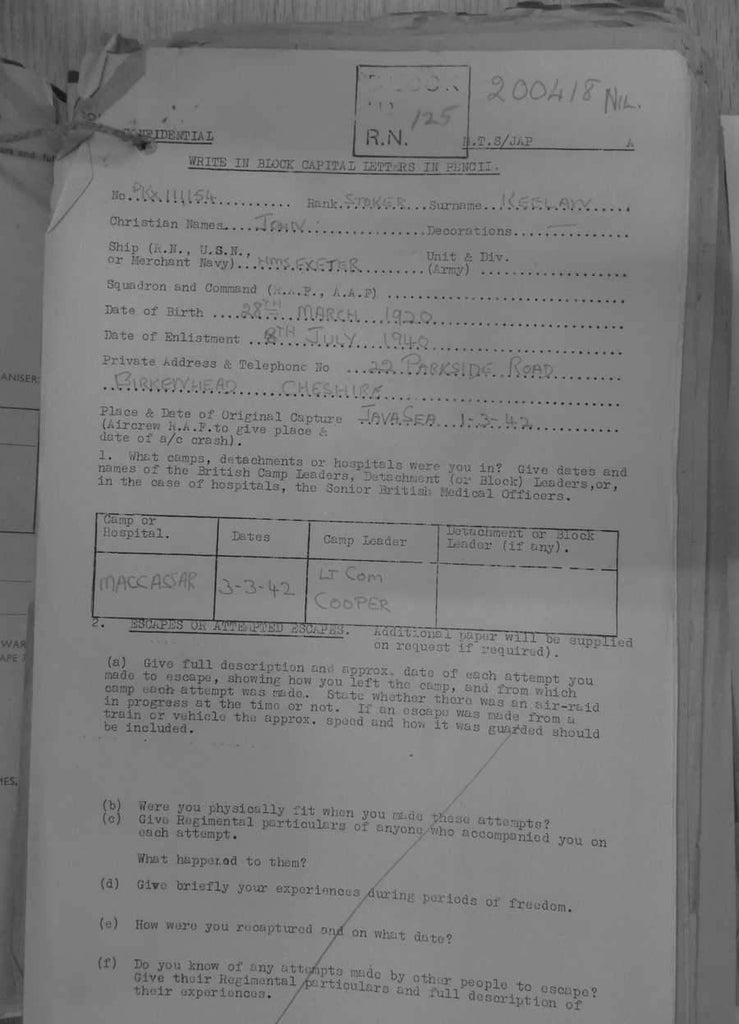 200418 NIL.
125
R.N.
CONFIDENTIAL
M.T.S/JAP A
WRITE IN BLOCK CAPITAL LETTERS IN PENCIL.
No. PKX111154 Rank. STOKER Surname
Christian Names.... JOHN Decorations.... —
Ship (R.N., U.S.N., Unit & Div.
or Merchant Navy)... HMS. EXETER (Army)
Squadron and Command (R.A.F., A.A.F)
Date of Birth .... 28TH MARCH 1920
Date of Enlistment .. 8TH JULY 1940
Private Address & Telephone No ... 22 PARKSIDE ROAD
BIRKENHEAD CHESHIRE
Place & Date of Original Capture JAVA SEA 1-3-42
(Aircrew R.A.F. to give place &
date of a/c crash).
1. What camps, detachments or hospitals were you in? Give dates and
names of the British Camp Leaders, Detachment (or Block) Leaders, or,
in the case of hospitals, the Senior British Medical Officers.
Camp or Hospital. Dates Camp Leader Detachment or Block Leader (if any).
MACCASSAR 3-3-42 LT COM COOPER
2. ESCAPES OR ATTEMPTED ESCAPES. Additional paper will be supplied
on request if required).
(a) Give full description and approx. date of each attempt you
made to escape, showing how you left the camp, and from which
camp each attempt was made. State whether there was an air-raid
in progress at the time or not. If an escape was made from a
train or vehicle the approx. speed and how it was guarded should
be included.
(b) Were you physically fit when you made these attempts?
(c) Give Regimental particulars of anyone who accompanied you on
each attempt.
What happened to them?
(d) Give briefly your experiences during periods of freedom.
(e) How were you recaptured and on what date?
(f) Do you know of any attempts made by other people to escape?
Give their Regimental particulars and full description of
their experiences.